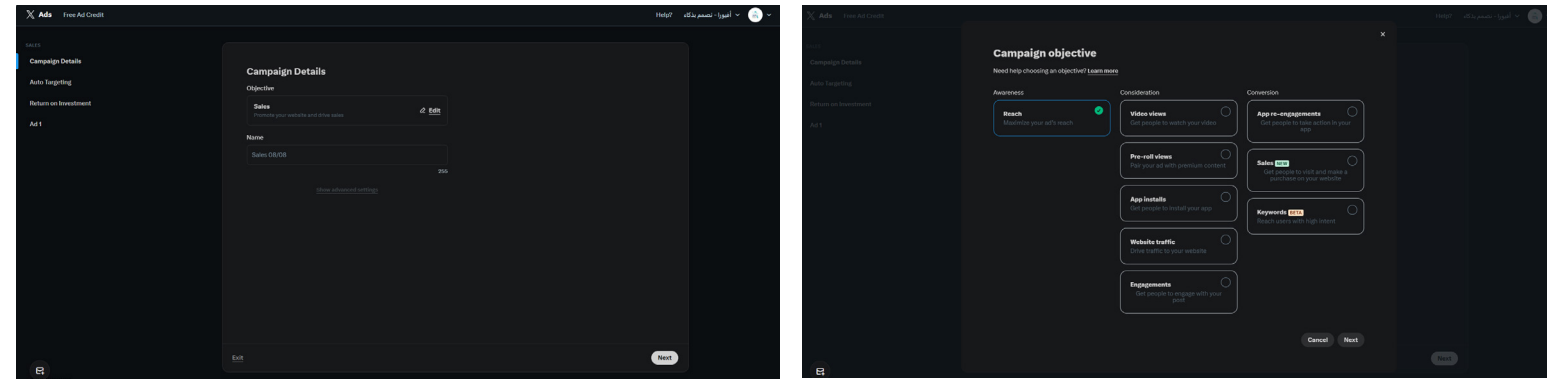 Ads
Free Ad Credit
Help?
أفيورا - تصمم بذكاء
SALES
Campaign Details
Auto Targeting
Return on Investment
Ad 1
Campaign Details
Objective
Sales
Promote your website and drive sales
Edit
Name
Sales 08/08
255
Show advanced settings
Exit
Next
Ads
Free Ad Credit
Help?
أفيورا - تصمم بذكاء
SALES
Campaign Details
Auto Targeting
Return on Investment
Ad 1
Campaign objective
Need help choosing an objective? Learn more
Awareness
Reach
Maximize your ad's reach
Consideration
Video views
Get people to watch your video
Pre-roll views
Pair your ad with premium content
App installs
Get people to install your app
Website traffic
Drive traffic to your website
Engagements
Get people to engage with your
post
Conversion
App re-engagements
Get people to take action in your
app
Sales NEW
Get people to visit and make a
purchase on your website
Keywords BETA
Reach users with high intent
Cancel
Next
Next